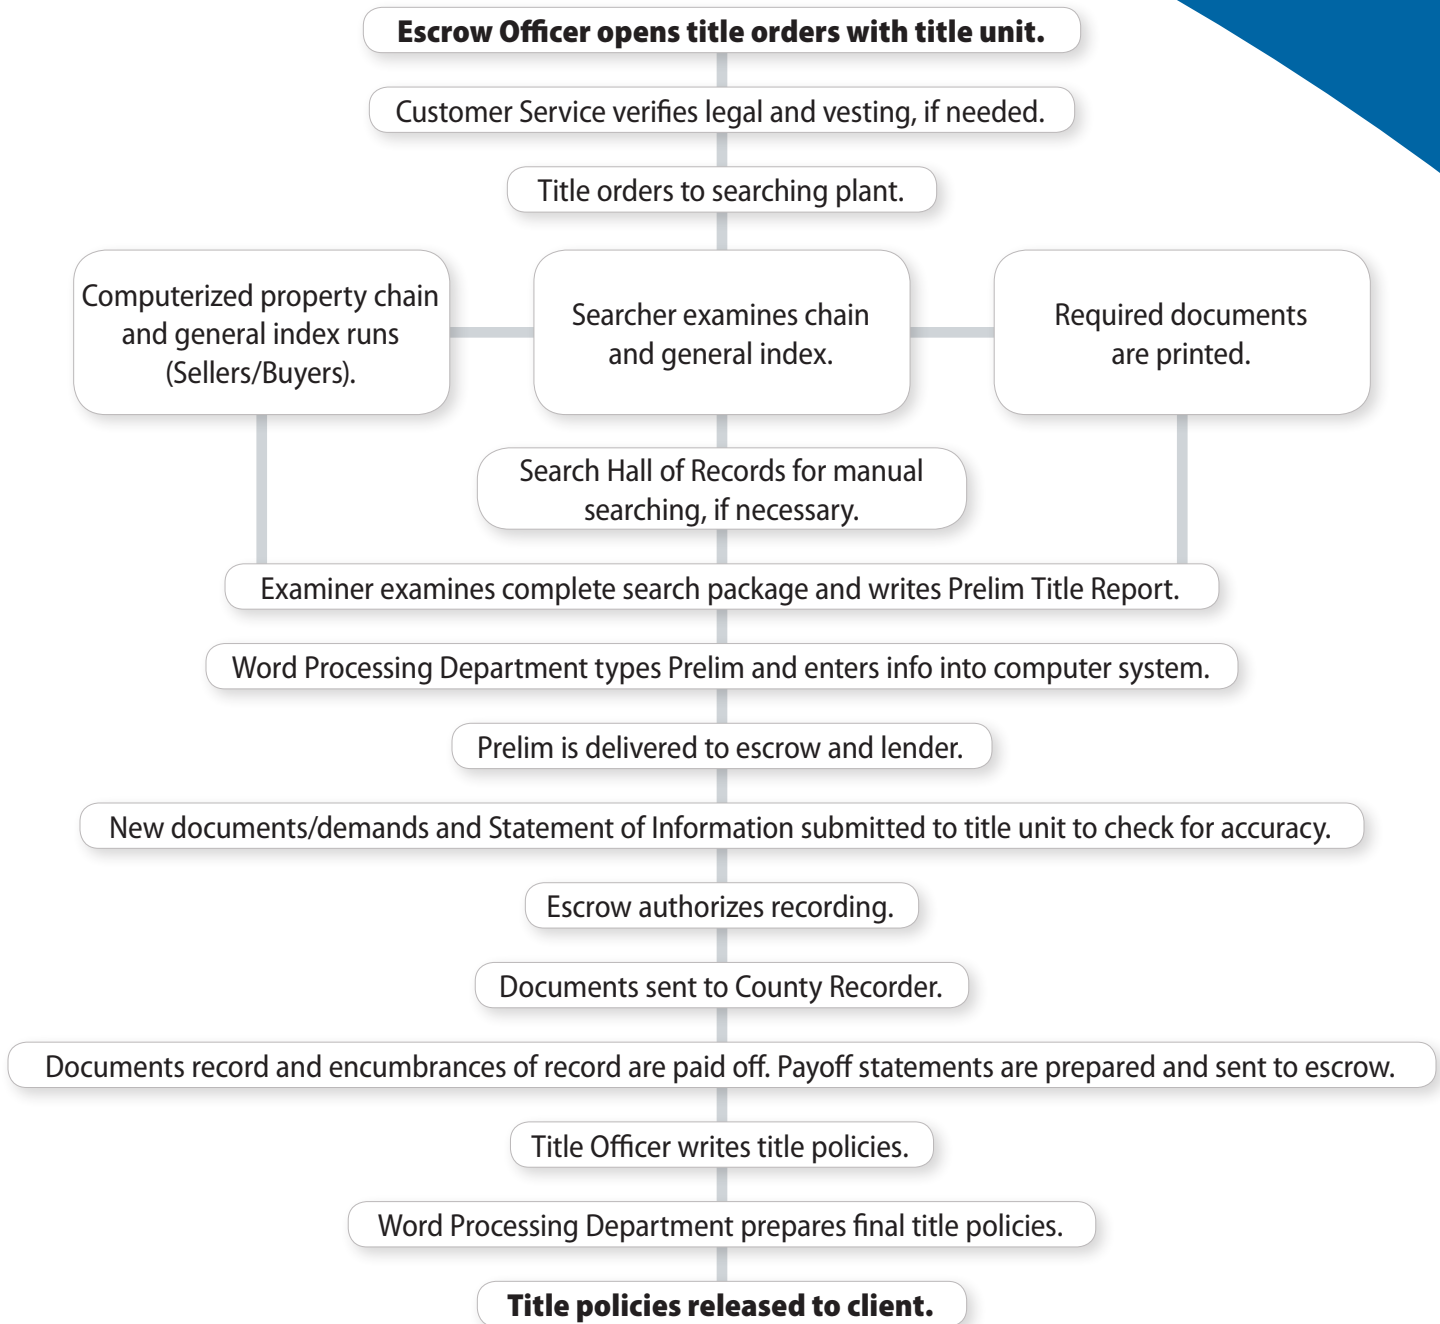 Escrow Officer opens title orders with title unit.
Customer Service verifies legal and vesting, if needed.
Title orders to searching plant.
Computerized property chain
and general index runs
(Sellers/Buyers).
Searcher examines chain
and general index.
Required documents
are printed.
Search Hall of Records for manual
searching, if necessary.
Examiner examines complete search package and writes Prelim Title Report.
Word Processing Department types Prelim and enters info into computer system.
Prelim is delivered to escrow and lender.
New documents/demands and Statement of Information submitted to title unit to check for accuracy.
Escrow authorizes recording.
Documents sent to County Recorder.
Documents record and encumbrances of record are paid off. Payoff statements are prepared and sent to escrow.
Title Officer writes title policies.
Word Processing Department prepares final title policies.
Title policies released to client.